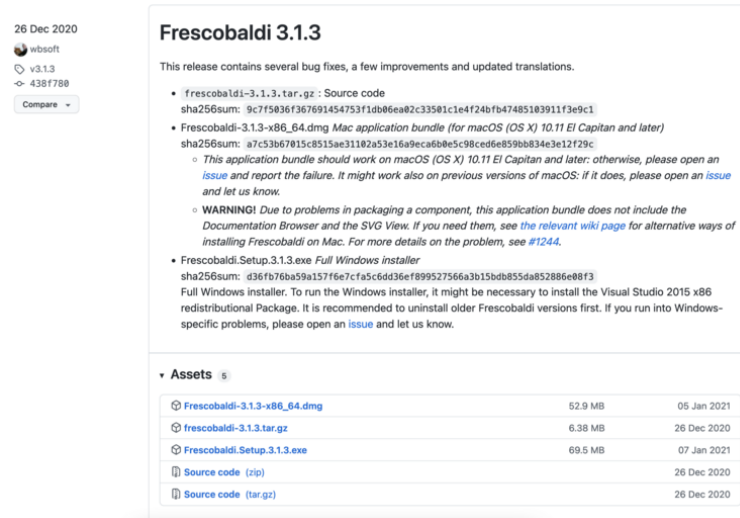 26 Dec 2020
wbsoft
v3.1.3
438f780
Compare
Frescobaldi 3.1.3
This release contains several bug fixes, a few improvements and updated translations.
• frescobaldi-3.1.3.tar.gz : Source code
sha256sum: 9c7f5036f367691454753f1db06ea02c33501c1e4f24bfb47485103911f3e9c1
• Frescobaldi-3.1.3-x86_64.dmg Mac application bundle (for macOS (OS X) 10.11 El Capitan and later)
sha256sum: a7c53b67015c8515ae31102a53e16a9eca6b0e5c98ced6e859bb834e3e12f29c
◦ This application bundle should work on macOS (OS X) 10.11 El Capitan and later: otherwise, please open an
issue and report the failure. It might work also on previous versions of macOS: if it does, please open an issue
and let us know.
◦ WARNING! Due to problems in packaging a component, this application bundle does not include the
Documentation Browser and the SVG View. If you need them, see the relevant wiki page for alternative ways of
installing Frescobaldi on Mac. For more details on the problem, see #1244.
• Frescobaldi.Setup.3.1.3.exe Full Windows installer
sha256sum: d36fb76ba59a157f6e7cfa5c6dd36ef899527566a3b15bdb855da852886e08f3
Full Windows installer. To run the Windows installer, it might be necessary to install the Visual Studio 2015 x86
redistributional Package. It is recommended to uninstall older Frescobaldi versions first. If you run into Windows-
specific problems, please open an issue and let us know.
Assets 5
Frescobaldi-3.1.3-x86_64.dmg 52.9 MB 05 Jan 2021
frescobaldi-3.1.3.tar.gz 6.38 MB 26 Dec 2020
Frescobaldi.Setup.3.1.3.exe 69.5 MB 07 Jan 2021
Source code (zip) 26 Dec 2020
Source code (tar.gz) 26 Dec 2020